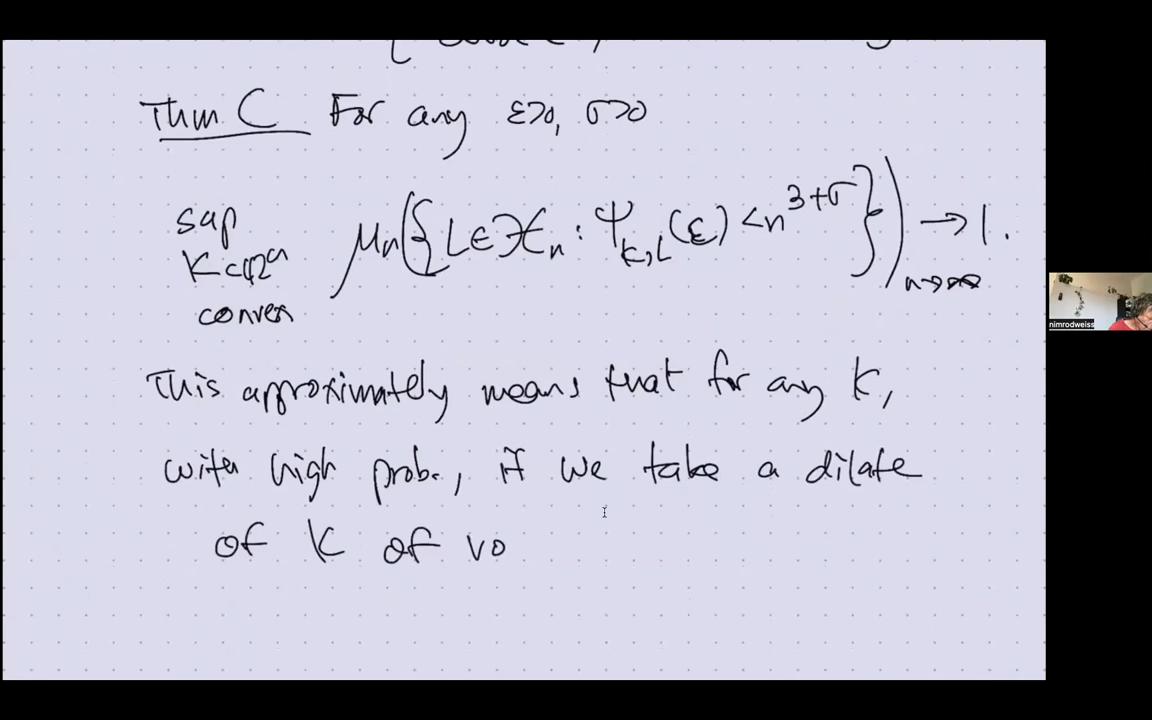 Thm C For any ε>0, σ>0
sup
K⊂ℝⁿ
convex
μₙ({L∈ℋₙ : Ψ_{K,L}(ε) < n^{3+σ}}) → 1.
n→∞
This approximately means that for any K,
with high prob., if we take a dilate
of K of vo
nimrodweiss